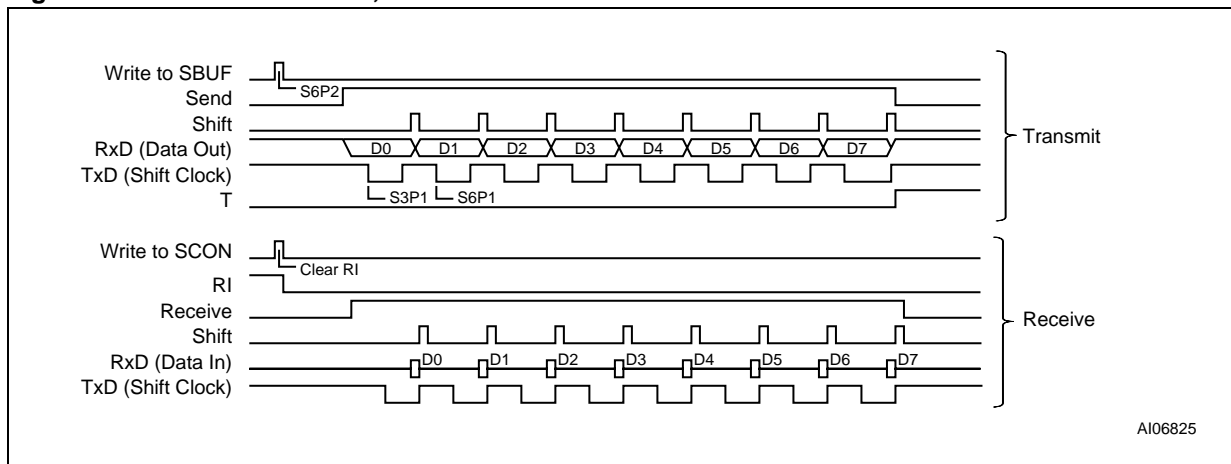 Write to SBUF
S6P2
Send
Shift
RxD (Data Out) D0 D1 D2 D3 D4 D5 D6 D7
TxD (Shift Clock)
S3P1 S6P1
T
Transmit
Write to SCON
Clear RI
RI
Receive
Shift
RxD (Data In) D0 D1 D2 D3 D4 D5 D6 D7
TxD (Shift Clock)
Receive
AI06825